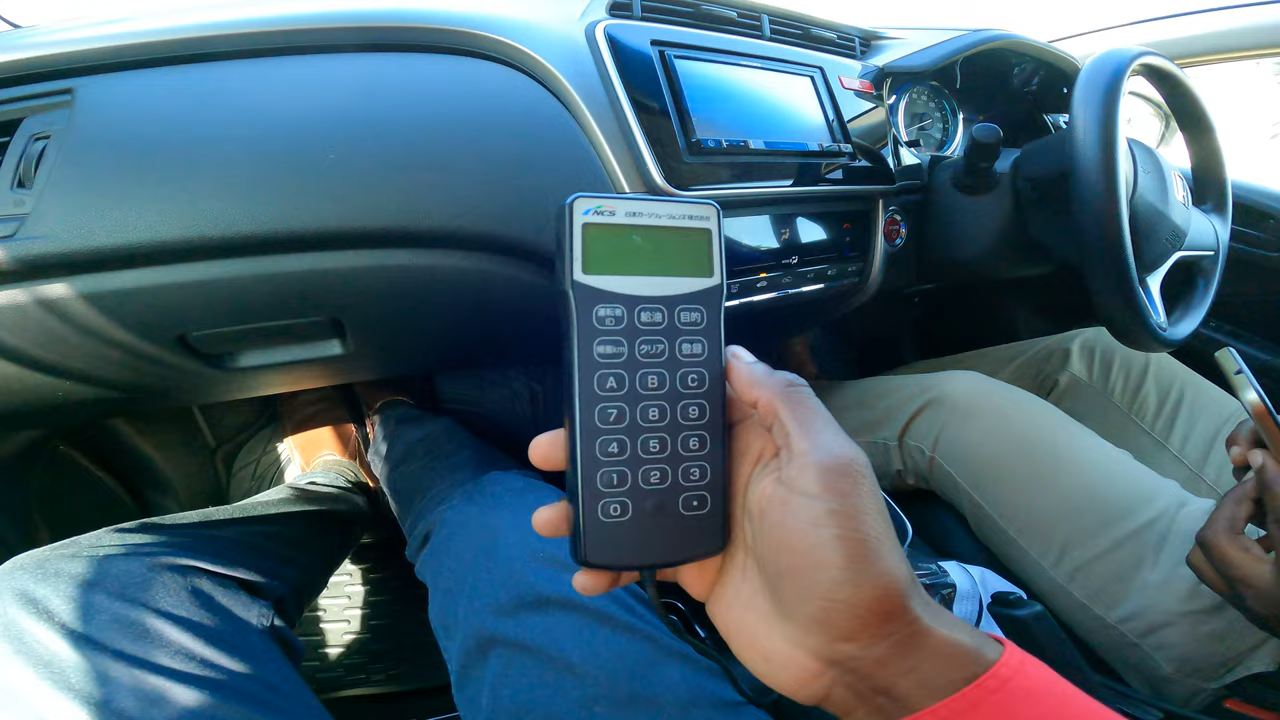 NCS 日本カーソリューションズ株式会社
運転者ID 給油 目的
稼働km クリア 登録
A B C
7 8 9
4 5 6
1 2 3
0 ・